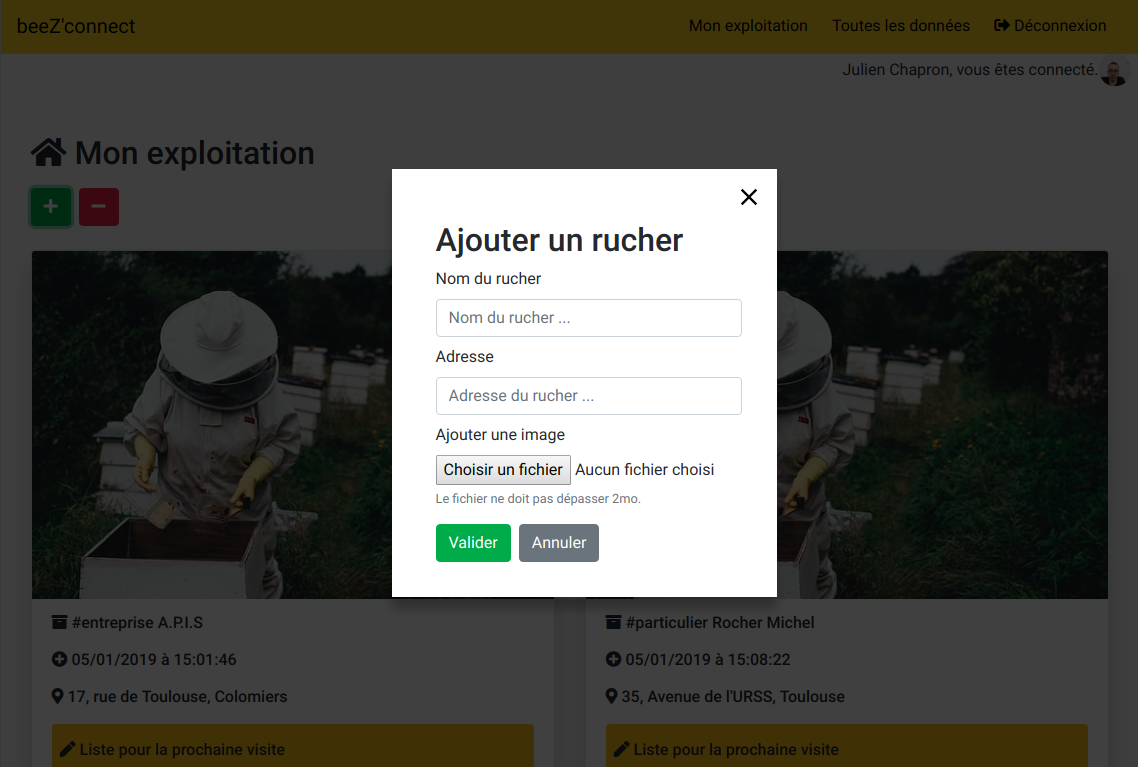 beeZ'connect
Mon exploitation Toutes les données Déconnexion
Julien Chapron, vous êtes connecté.
Mon exploitation
Ajouter un rucher
Nom du rucher
Nom du rucher ...
Adresse
Adresse du rucher ...
Ajouter une image
Choisir un fichier Aucun fichier choisi
Le fichier ne doit pas dépasser 2mo.
Valider Annuler
#entreprise A.P.I.S
05/01/2019 à 15:01:46
17, rue de Toulouse, Colomiers
Liste pour la prochaine visite
#particulier Rocher Michel
05/01/2019 à 15:08:22
35, Avenue de l'URSS, Toulouse
Liste pour la prochaine visite